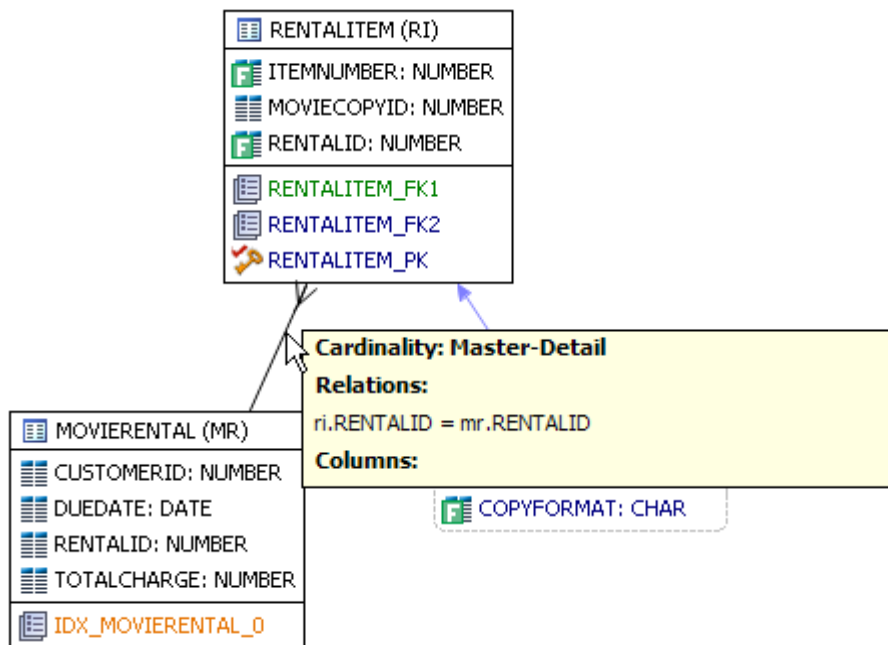 RENTALITEM (RI)
ITEMNUMBER: NUMBER
MOVIECOPYID: NUMBER
RENTALID: NUMBER
RENTALITEM_FK1
RENTALITEM_FK2
RENTALITEM_PK
Cardinality: Master-Detail
Relations:
ri.RENTALID = mr.RENTALID
Columns:
MOVIERENTAL (MR)
CUSTOMERID: NUMBER
DUEDATE: DATE
RENTALID: NUMBER
TOTALCHARGE: NUMBER
IDX_MOVIERENTAL_0
F COPYFORMAT: CHAR